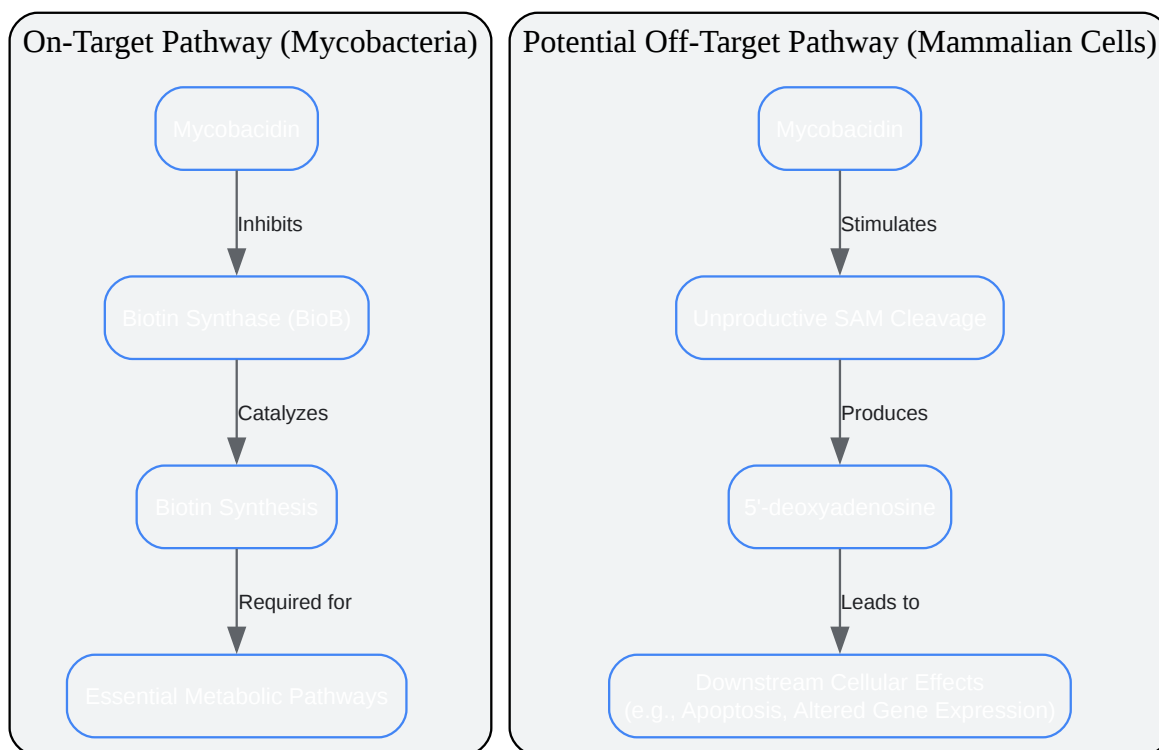 On-Target Pathway (Mycobacteria)
Mycobacidin
Inhibits
Biotin Synthase (BioB)
Catalyzes
Biotin Synthesis
Required for
Essential Metabolic Pathways
Potential Off-Target Pathway (Mammalian Cells)
Mycobacidin
Stimulates
Unproductive SAM Cleavage
Produces
5'-deoxyadenosine
Leads to
Downstream Cellular Effects
(e.g., Apoptosis, Altered Gene Expression)